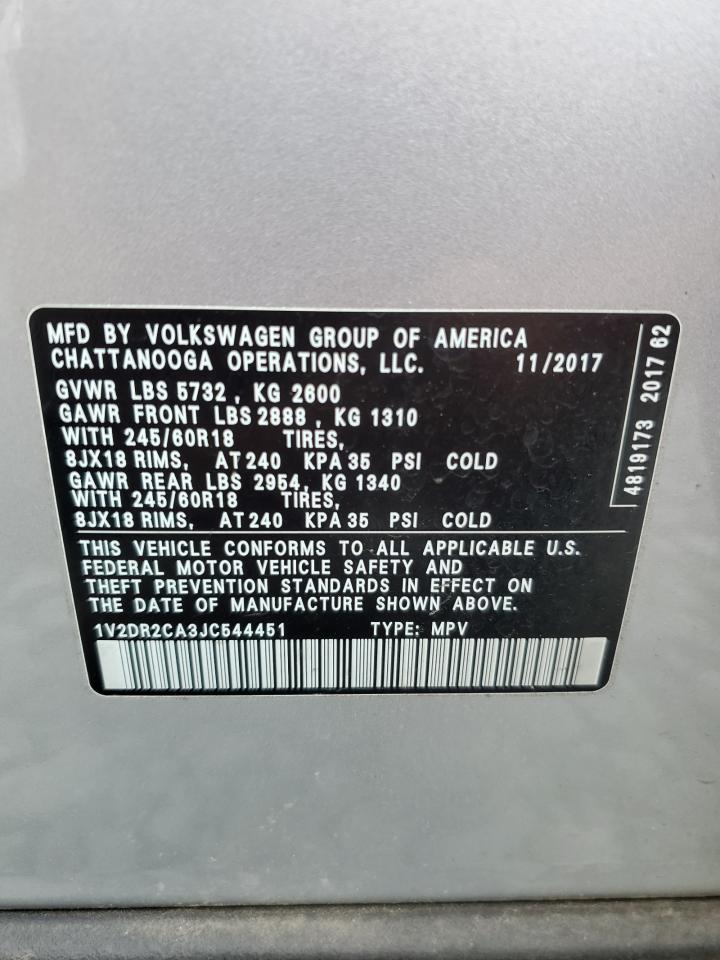 MFD BY VOLKSWAGEN GROUP OF AMERICA
CHATTANOOGA OPERATIONS, LLC. 11/2017
GVWR LBS 5732 , KG 2600
GAWR FRONT LBS 2888 , KG 1310
WITH 245/60R18 TIRES,
8JX18 RIMS, AT 240 KPA 35 PSI COLD
GAWR REAR LBS 2954, KG 1340
WITH 245/60R18 TIRES,
8JX18 RIMS, AT 240 KPA 35 PSI COLD
THIS VEHICLE CONFORMS TO ALL APPLICABLE U.S.
FEDERAL MOTOR VEHICLE SAFETY AND
THEFT PREVENTION STANDARDS IN EFFECT ON
THE DATE OF MANUFACTURE SHOWN ABOVE.
1V2DR2CA3JC544451 TYPE: MPV
4819173 2017 62